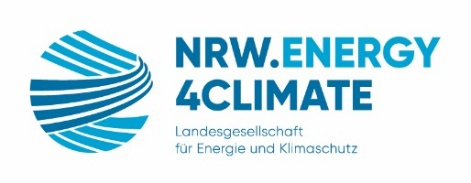 NRW.ENERGY
4CLIMATE
Landesgesellschaft
für Energie und Klimaschutz